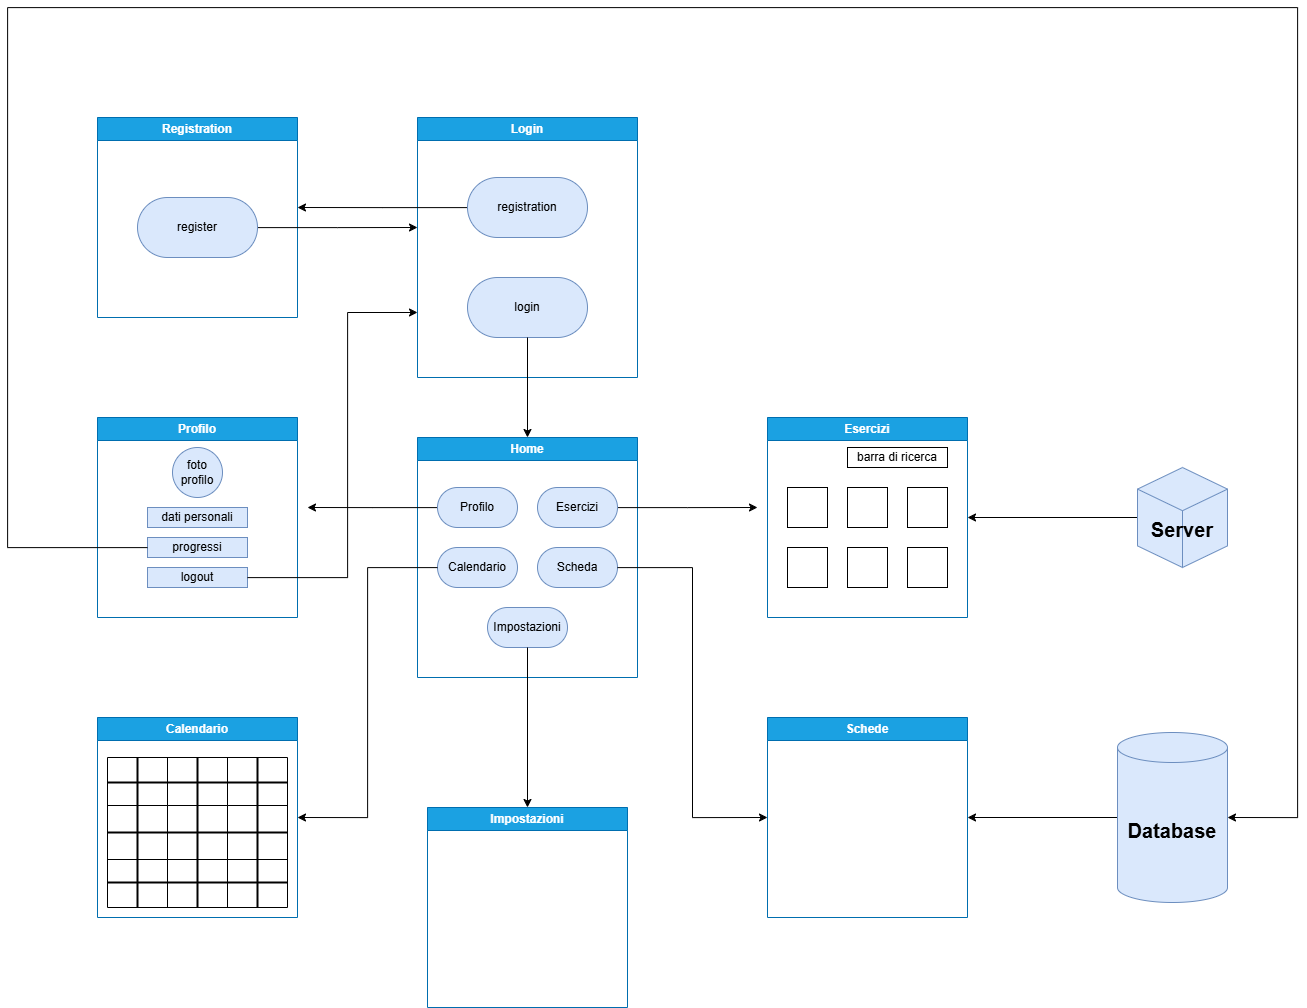 Registration
Login
register
registration
login
Profilo
foto
profilo
dati personali
progressi
logout
Home
Profilo
Esercizi
Calendario
Scheda
Impostazioni
Esercizi
barra di ricerca
Server
Calendario
Impostazioni
Schede
Database